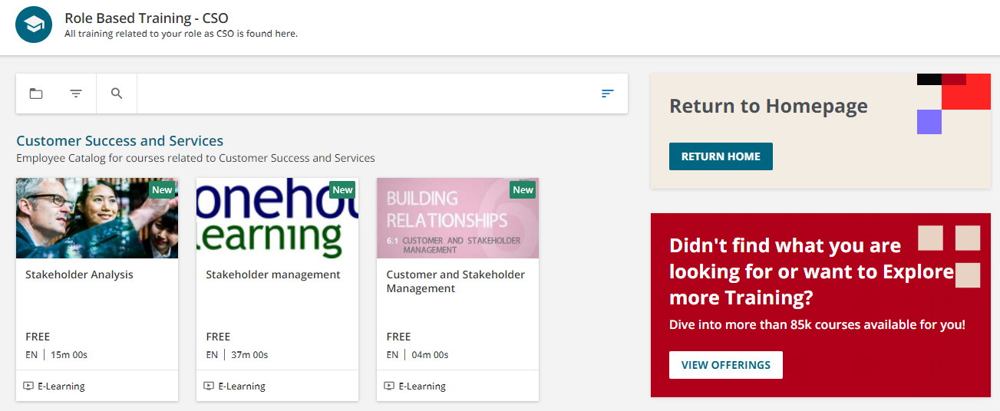 Role Based Training - CSO
All training related to your role as CSO is found here.
Customer Success and Services
Employee Catalog for courses related to Customer Success and Services
New
Stakeholder Analysis
FREE
EN | 15m 00s
E-Learning
onehou
learning
New
Stakeholder management
FREE
EN | 37m 00s
E-Learning
BUILDING
RELATIONSHIPS
6.1 CUSTOMER AND STAKEHOLDER
MANAGEMENT
New
Customer and Stakeholder
Management
FREE
EN | 04m 00s
E-Learning
Return to Homepage
RETURN HOME
Didn't find what you are
looking for or want to Explore
more Training?
Dive into more than 85k courses available for you!
VIEW OFFERINGS